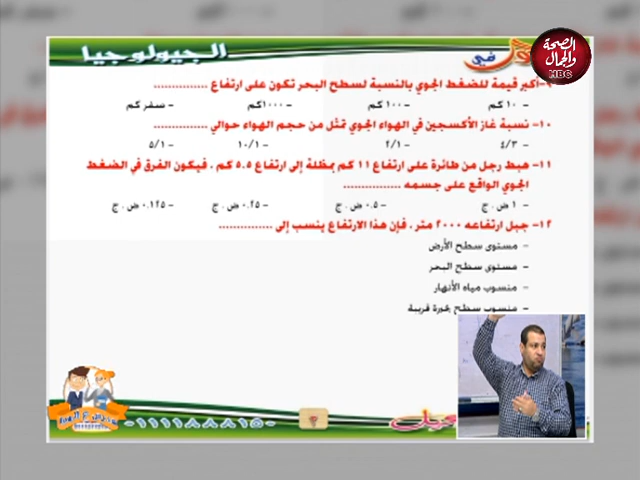 الصحة
والجمال
HBC
الجيولوجيا
في
-أكبر قيمة للضغط الجوي بالنسبة لسطح البحر تكون على ارتفاع ...............
- ١٠ كم - ١٠٠ كم - ١٠٠٠كم - صفر كم
١٠- نسبة غاز الأكسجين في الهواء الجوي تمثل من حجم الهواء حوالي ...............
- ٤/٣ - ٢/١ - ١٠/١ - ٥/١
١١- هبط رجل من طائرة على ارتفاع ١١ كم بمظلة إلى ارتفاع ٥.٥ كم . فيكون الفرق في الضغط
الجوي الواقع على جسمه ...............
- ١ ض . ج - ٠.٥ ض . ج - ٠.٢٥ ض . ج - ٠.١٢٥ ض . ج
١٢- جبل ارتفاعه ٢٠٠٠ متر . فإن هذا الارتفاع ينسب إلى ...............
- مستوى سطح الأرض
- مستوى سطح البحر
- منسوب مياه الأنهار
- منسوب سطح بحيرة قريبة
٠١١١١٨٨٨١٥٠
٣